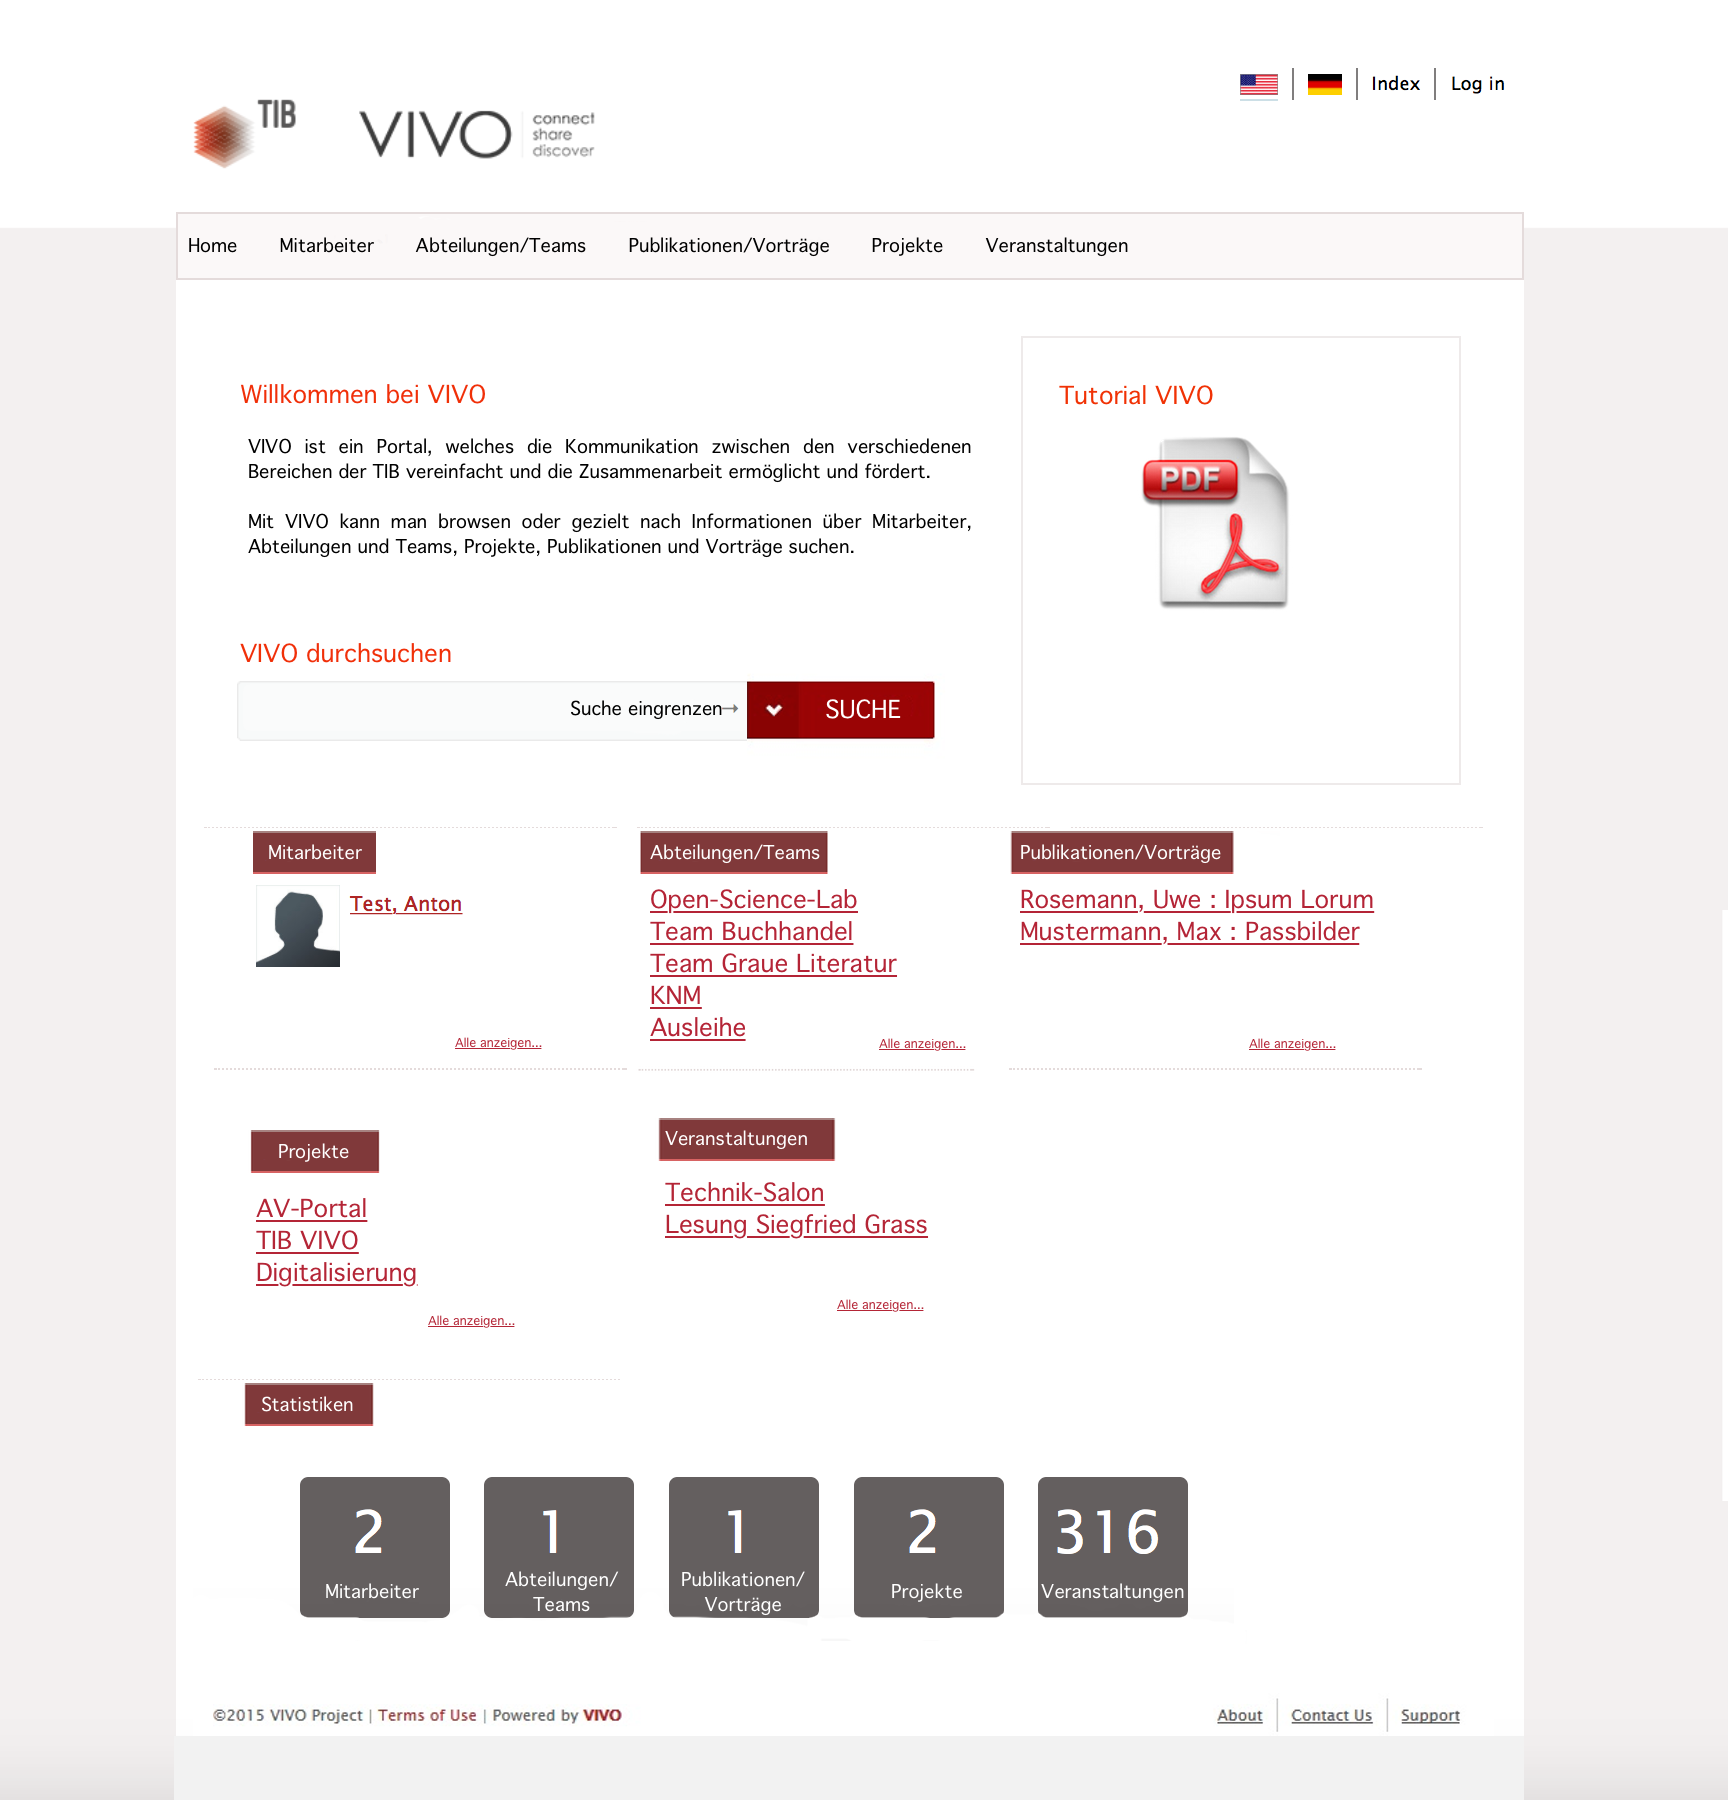 Index
Log in
TIB
VIVO
connect
share
discover
Home
Mitarbeiter
Abteilungen/Teams
Publikationen/Vorträge
Projekte
Veranstaltungen
Willkommen bei VIVO
VIVO ist ein Portal, welches die Kommunikation zwischen den verschiedenen
Bereichen der TIB vereinfacht und die Zusammenarbeit ermöglicht und fördert.
Mit VIVO kann man browsen oder gezielt nach Informationen über Mitarbeiter,
Abteilungen und Teams, Projekte, Publikationen und Vorträge suchen.
Tutorial VIVO
PDF
VIVO durchsuchen
Suche eingrenzen
SUCHE
Mitarbeiter
Test, Anton
Alle anzeigen...
Abteilungen/Teams
Open-Science-Lab
Team Buchhandel
Team Graue Literatur
KNM
Ausleihe
Alle anzeigen...
Publikationen/Vorträge
Rosemann, Uwe : Ipsum Lorum
Mustermann, Max : Passbilder
Alle anzeigen...
Projekte
AV-Portal
TIB VIVO
Digitalisierung
Alle anzeigen...
Veranstaltungen
Technik-Salon
Lesung Siegfried Grass
Alle anzeigen...
Statistiken
2
Mitarbeiter
1
Abteilungen/
Teams
1
Publikationen/
Vorträge
2
Projekte
316
Veranstaltungen
©2015 VIVO Project | Terms of Use | Powered by VIVO
About
Contact Us
Support